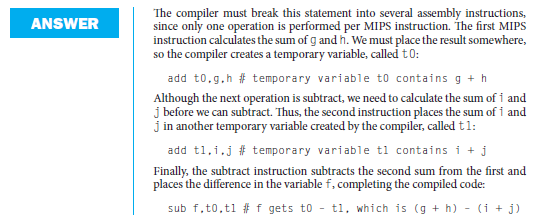 ANSWER
The compiler must break this statement into several assembly instructions,
since only one operation is performed per MIPS instruction. The first MIPS
instruction calculates the sum of g and h. We must place the result somewhere,
so the compiler creates a temporary variable, called t0:
add t0,g,h # temporary variable t0 contains g + h
Although the next operation is subtract, we need to calculate the sum of i and
j before we can subtract. Thus, the second instruction places the sum of i and
j in another temporary variable created by the compiler, called t1:
add t1,i,j # temporary variable t1 contains i + j
Finally, the subtract instruction subtracts the second sum from the first and
places the difference in the variable f, completing the compiled code:
sub f,t0,t1 # f gets t0 - t1, which is (g + h) - (i + j)